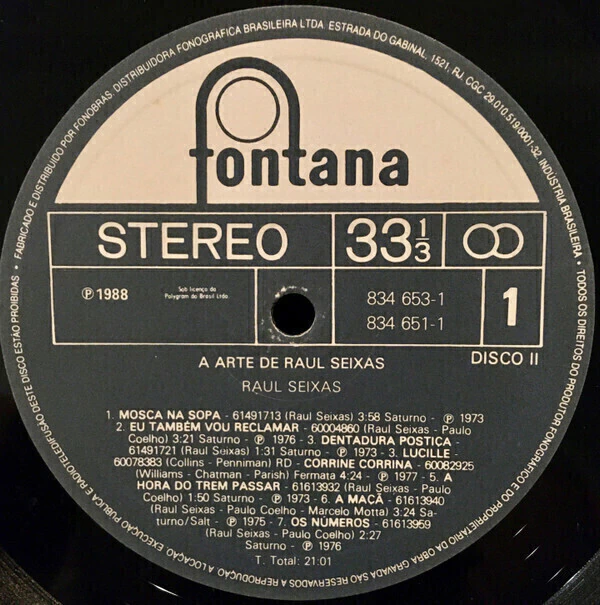 FABRICADO E DISTRIBUIDO POR FONOBRAS. DISTRIBUIDORA FONOGRAFICA BRASILEIRA LTDA. ESTRADA DO GABINAL, 1521, RJ, CGC 29.010.519.0001-32. INDUSTRIA BRASILEIRA. • TODOS OS DIREITOS DO PRODUTOR FONOGRAFICO E DO PROPRIETARIO DA OBRA GRAVADA SÃO RESERVADOS A REPRODUÇÃO A LOCAÇÃO, EXECUÇÃO PUBLICA E RADIOTELEDIFUSÃO DESTE DISCO ESTÃO PROIBIDAS •
fontana
STEREO 33 1/3
℗ 1988
Sob licença da
Polygram do Brasil Ltda.
834 653-1
834 651-1
1
DISCO II
A ARTE DE RAUL SEIXAS
RAUL SEIXAS
1. MOSCA NA SOPA - 61491713 (Raul Seixas) 3:58 Saturno - ℗ 1973
2. EU TAMBÉM VOU RECLAMAR - 60004860 (Raul Seixas - Paulo
Coelho) 3:21 Saturno - ℗ 1976 - 3. DENTADURA POSTIÇA -
61491721 (Raul Seixas) 1:31 Saturno - ℗ 1973 - 3. LUCILLE -
60078383 (Collins - Penniman) RD - CORRINE CORRINA - 60082925
(Williams - Chatman - Parish) Fermata 4:24 - ℗ 1977 - 5. A
HORA DO TREM PASSAR - 61613932 (Raul Seixas - Paulo
Coelho) 1:50 Saturno - ℗ 1973 - 6. A MAÇÃ - 61613940
(Raul Seixas - Paulo Coelho - Marcelo Motta) 3:24 Sa-
turno/Salt - ℗ 1975 - 7. OS NÚMEROS - 61613959
(Raul Seixas - Paulo Coelho) 2:27
Saturno - ℗ 1976
T. Total: 21:01